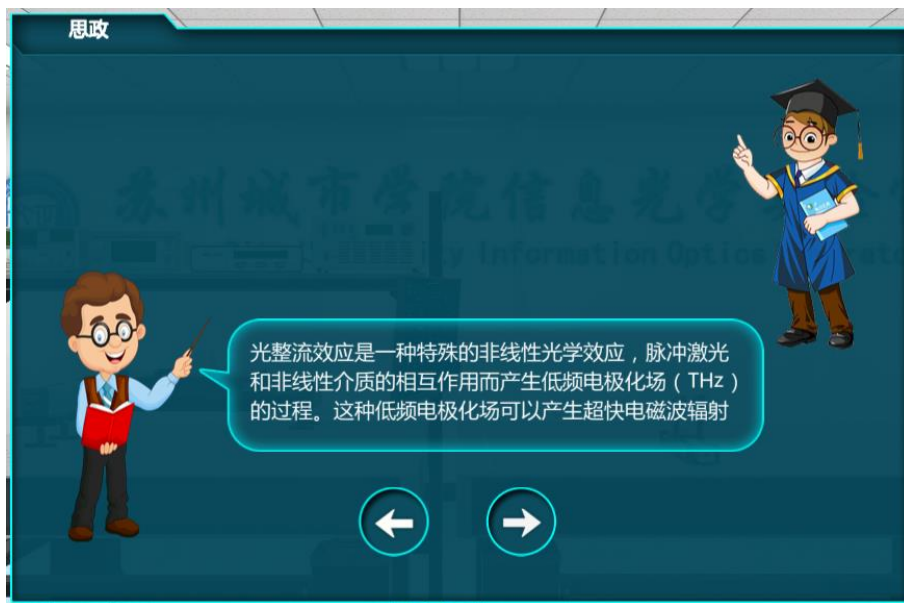 思政
光整流效应是一种特殊的非线性光学效应，脉冲激光
和非线性介质的相互作用而产生低频电极化场（THz）
的过程。这种低频电极化场可以产生超快电磁波辐射